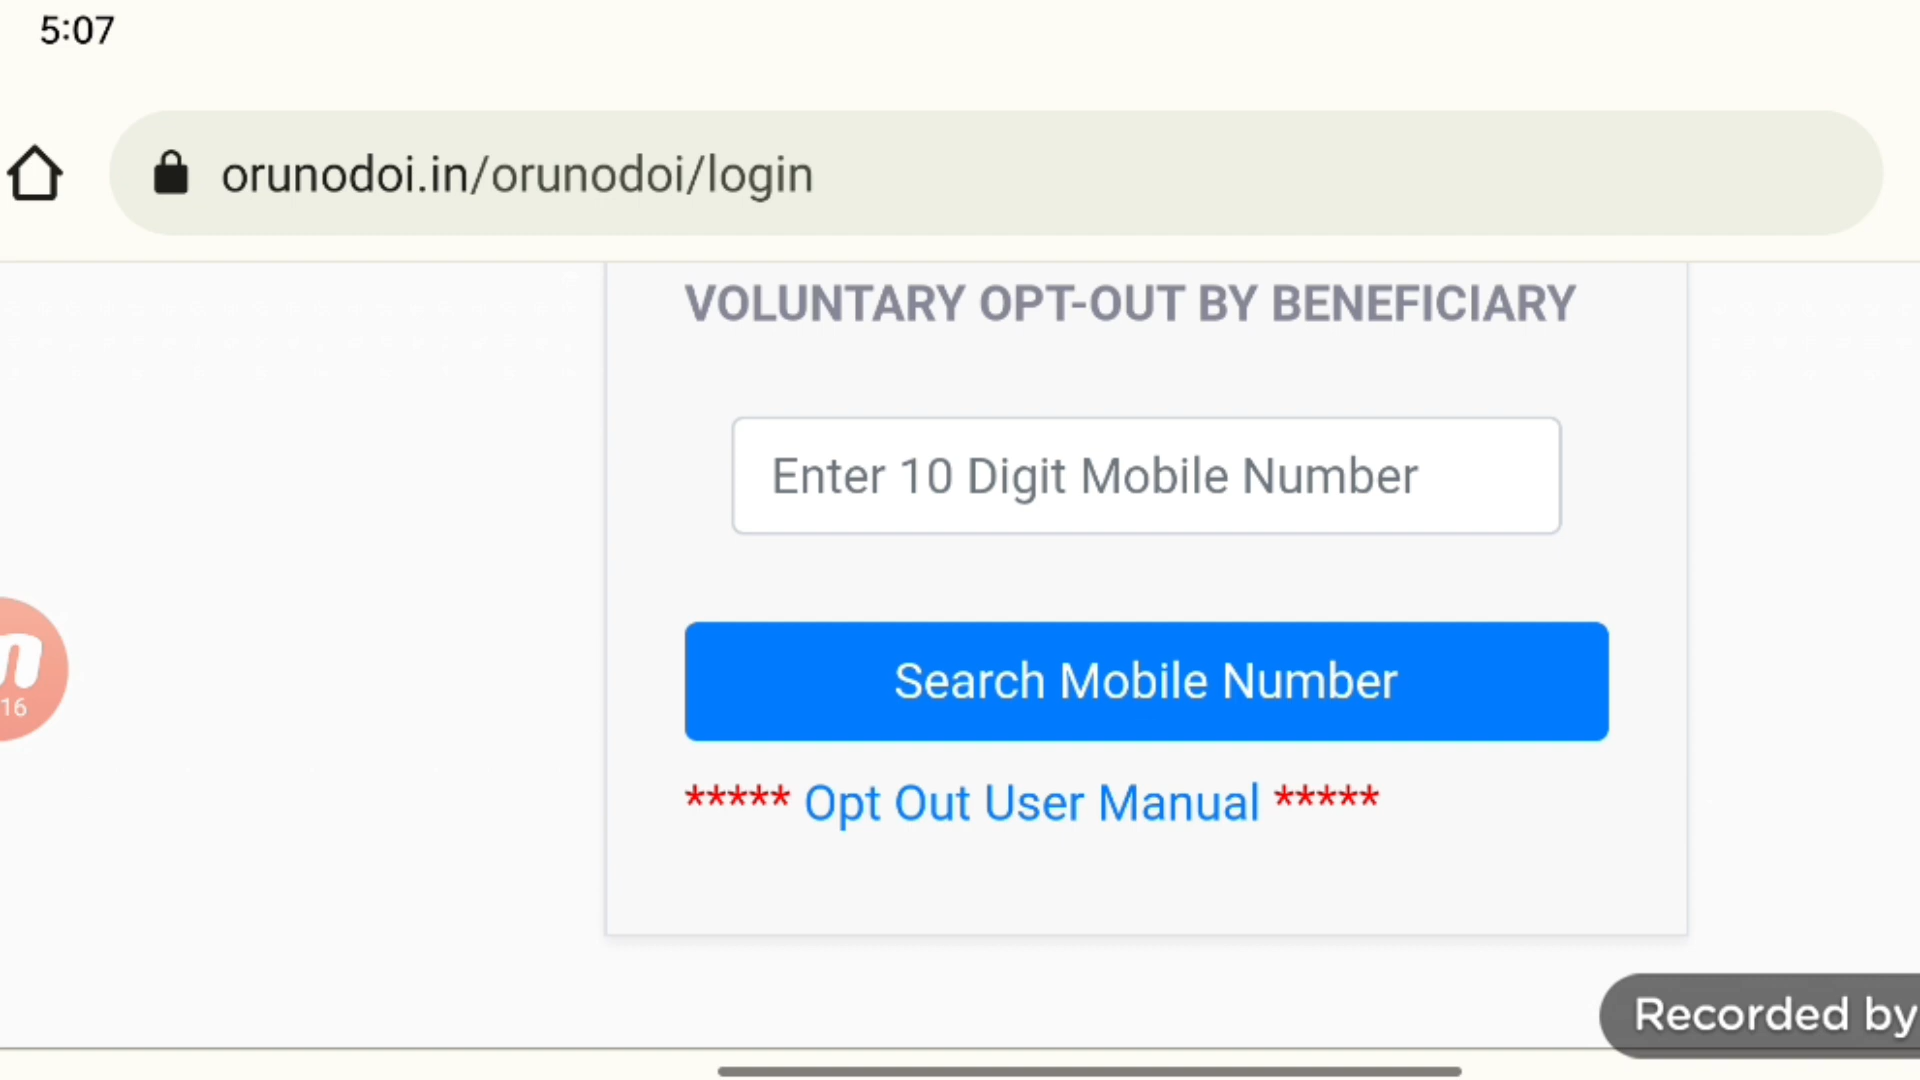 5:07
orunodoi.in/orunodoi/login
VOLUNTARY OPT-OUT BY BENEFICIARY
Enter 10 Digit Mobile Number
Search Mobile Number
16
***** Opt Out User Manual *****
Recorded by